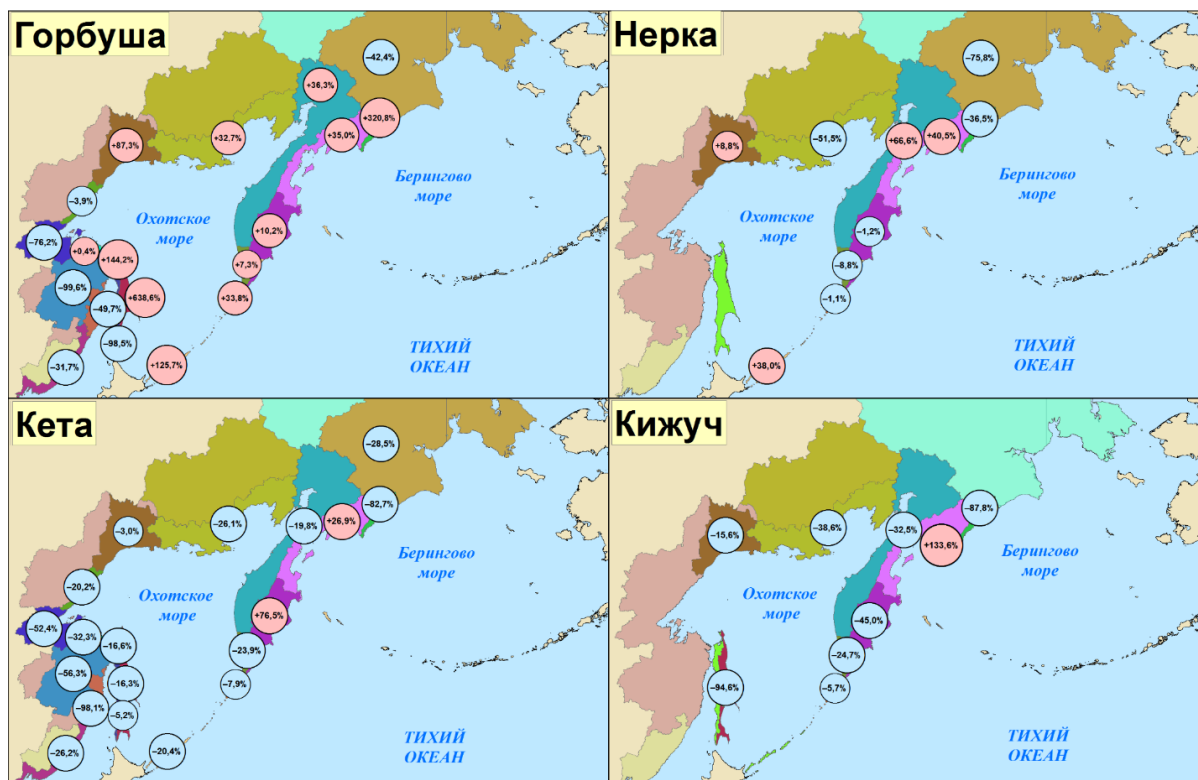 Горбуша
–42,4%
+36,3%
+320,8%
+35,0%
+32,7%
+87,3%
Берингово
море
–3,9%
Охотское
море
–76,2%
+0,4%
+144,2%
+10,2%
+7,3%
–99,6%
+638,6%
+33,8%
–49,7%
–98,5%
–31,7%
+125,7%
ТИХИЙ
ОКЕАН
Нерка
–75,8%
–36,5%
+40,5%
+66,6%
–51,5%
+8,8%
Берингово
море
Охотское
море
–1,2%
–8,8%
–1,1%
+38,0%
ТИХИЙ
ОКЕАН
Кета
–28,5%
–82,7%
+26,9%
–19,8%
–26,1%
–3,0%
Берингово
море
–20,2%
Охотское
море
+76,5%
–52,4%
–32,3%
–16,6%
–23,9%
–56,3%
–16,3%
–7,9%
–98,1%
–5,2%
–26,2%
–20,4%
ТИХИЙ
ОКЕАН
Кижуч
–87,8%
–32,5%
–38,6%
–15,6%
+133,6%
Берингово
море
Охотское
море
–45,0%
–24,7%
–94,6%
–5,7%
ТИХИЙ
ОКЕАН